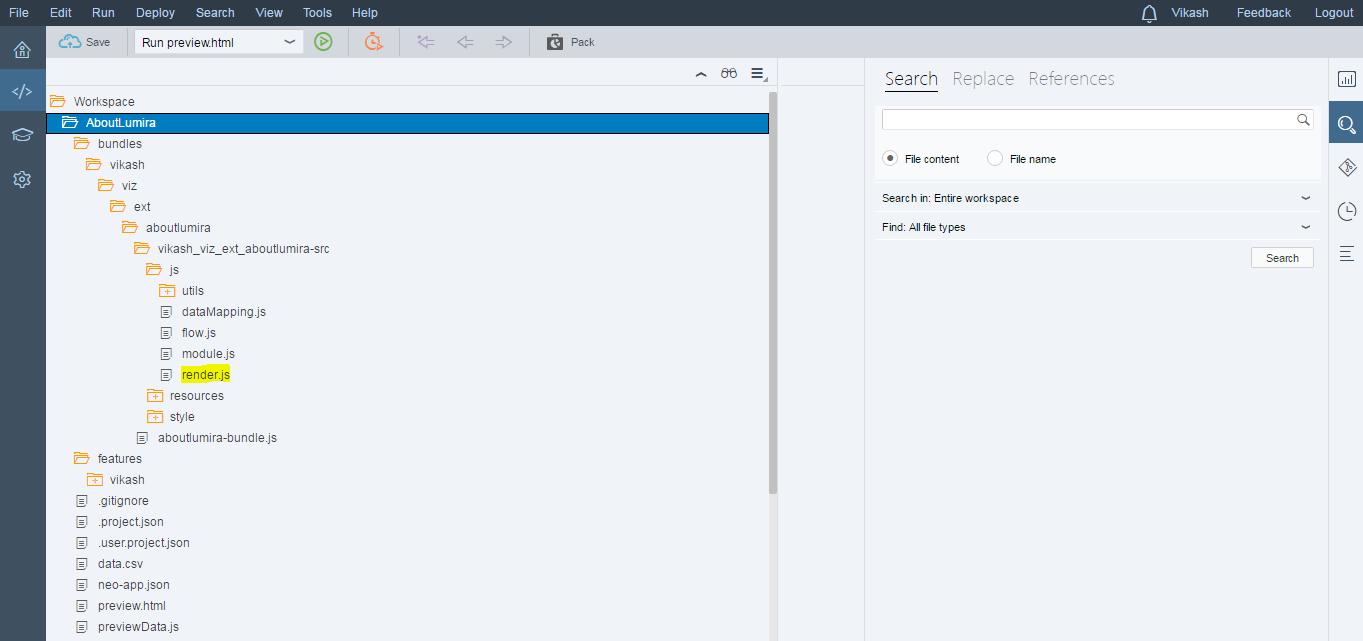 File Edit Run Deploy Search View Tools Help Vikash Feedback Logout
Save Run preview.html Pack
Search Replace References
Workspace
AboutLumira
bundles
vikash
File content File name
viz
Search in: Entire workspace
ext
aboutlumira
Find: All file types
vikash_viz_ext_aboutlumira-src
Search
js
utils
dataMapping.js
flow.js
module.js
render.js
resources
style
aboutlumira-bundle.js
features
vikash
.gitignore
.project.json
.user.project.json
data.csv
neo-app.json
preview.html
previewData.js